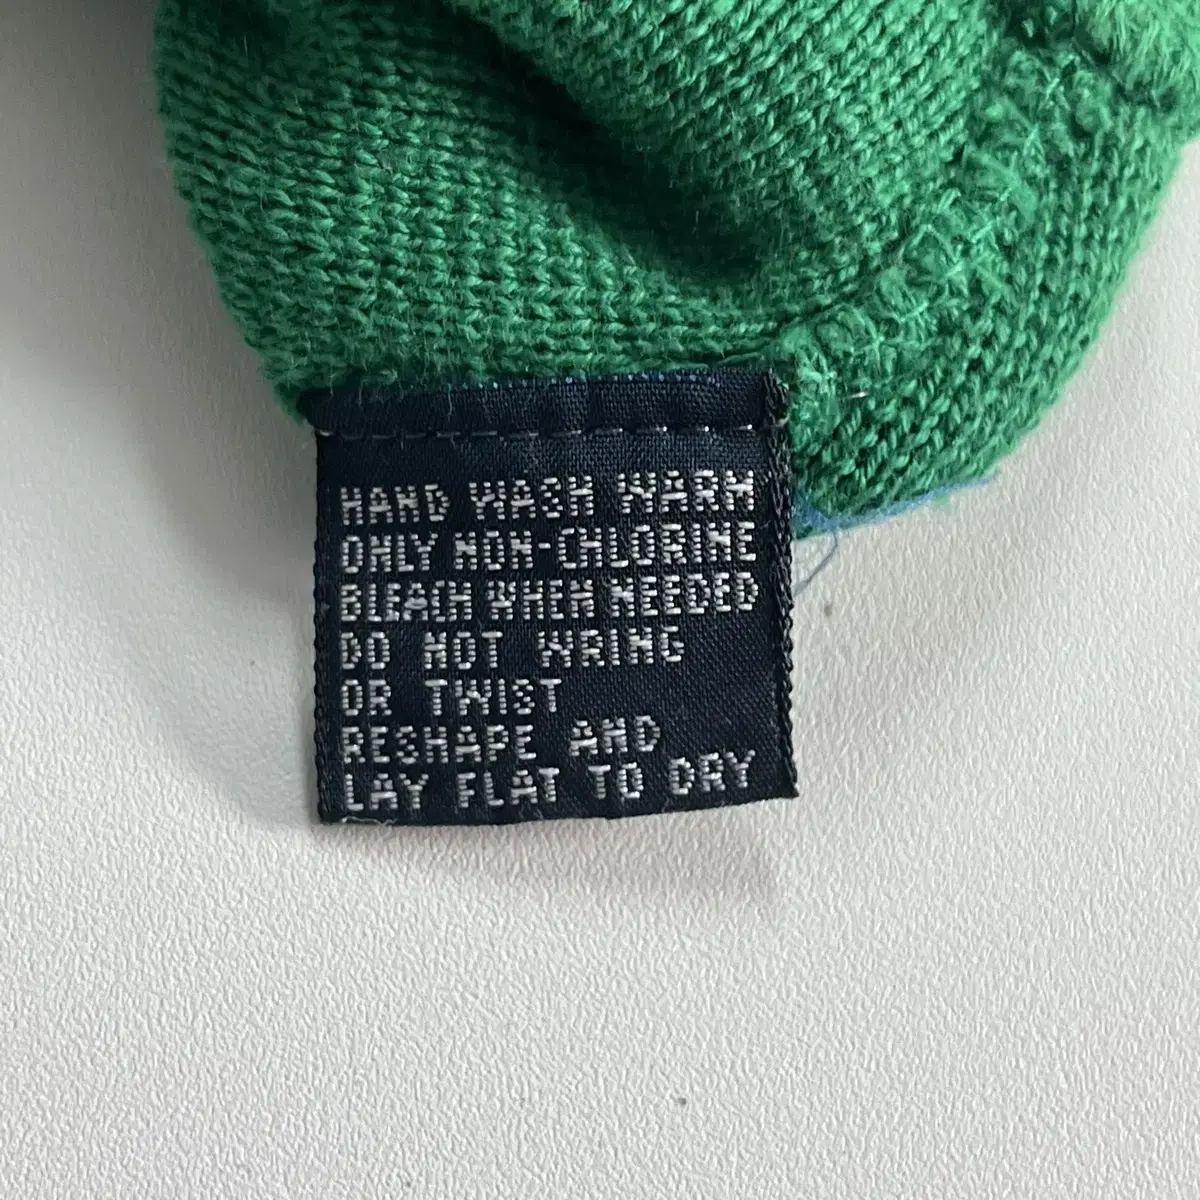 HAND WASH WARM
ONLY NON-CHLORINE
BLEACH WHEN NEEDED
DO NOT WRING
OR TWIST
RESHAPE AND
LAY FLAT TO DRY